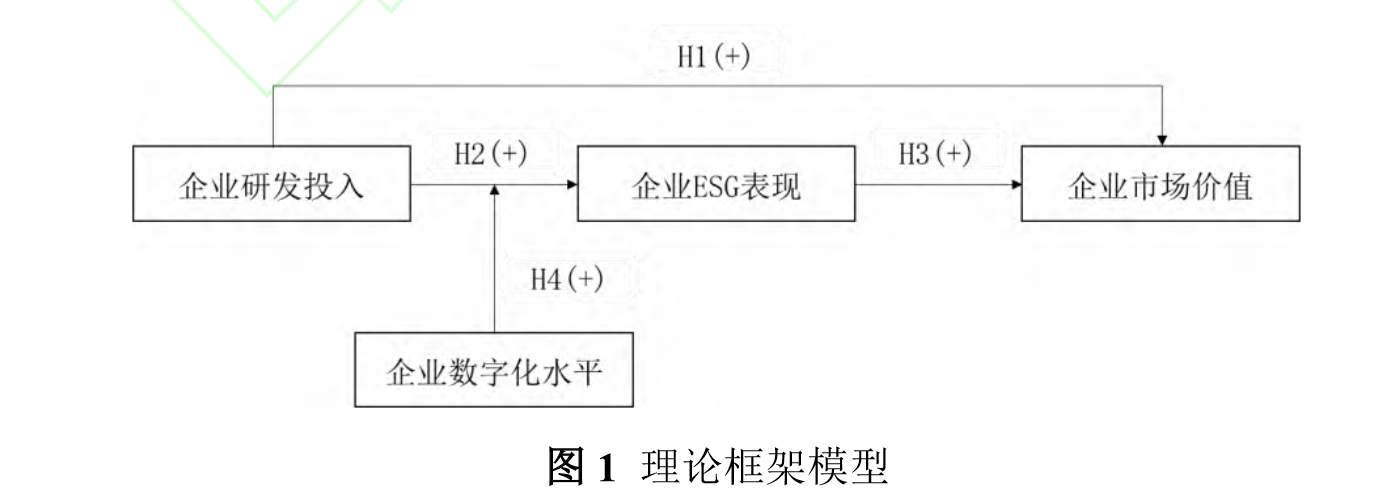 H1(+)
企业研发投入
H2(+)
企业ESG表现
H3(+)
企业市场价值
H4(+)
企业数字化水平
图 1 理论框架模型